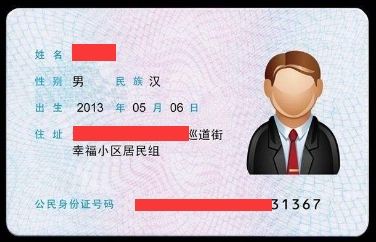 姓 名
性 别 男 民 族 汉
出 生 2013 年 05 月 06 日
住 址 巡道街
幸福小区居民组
公民身份证号码 31367